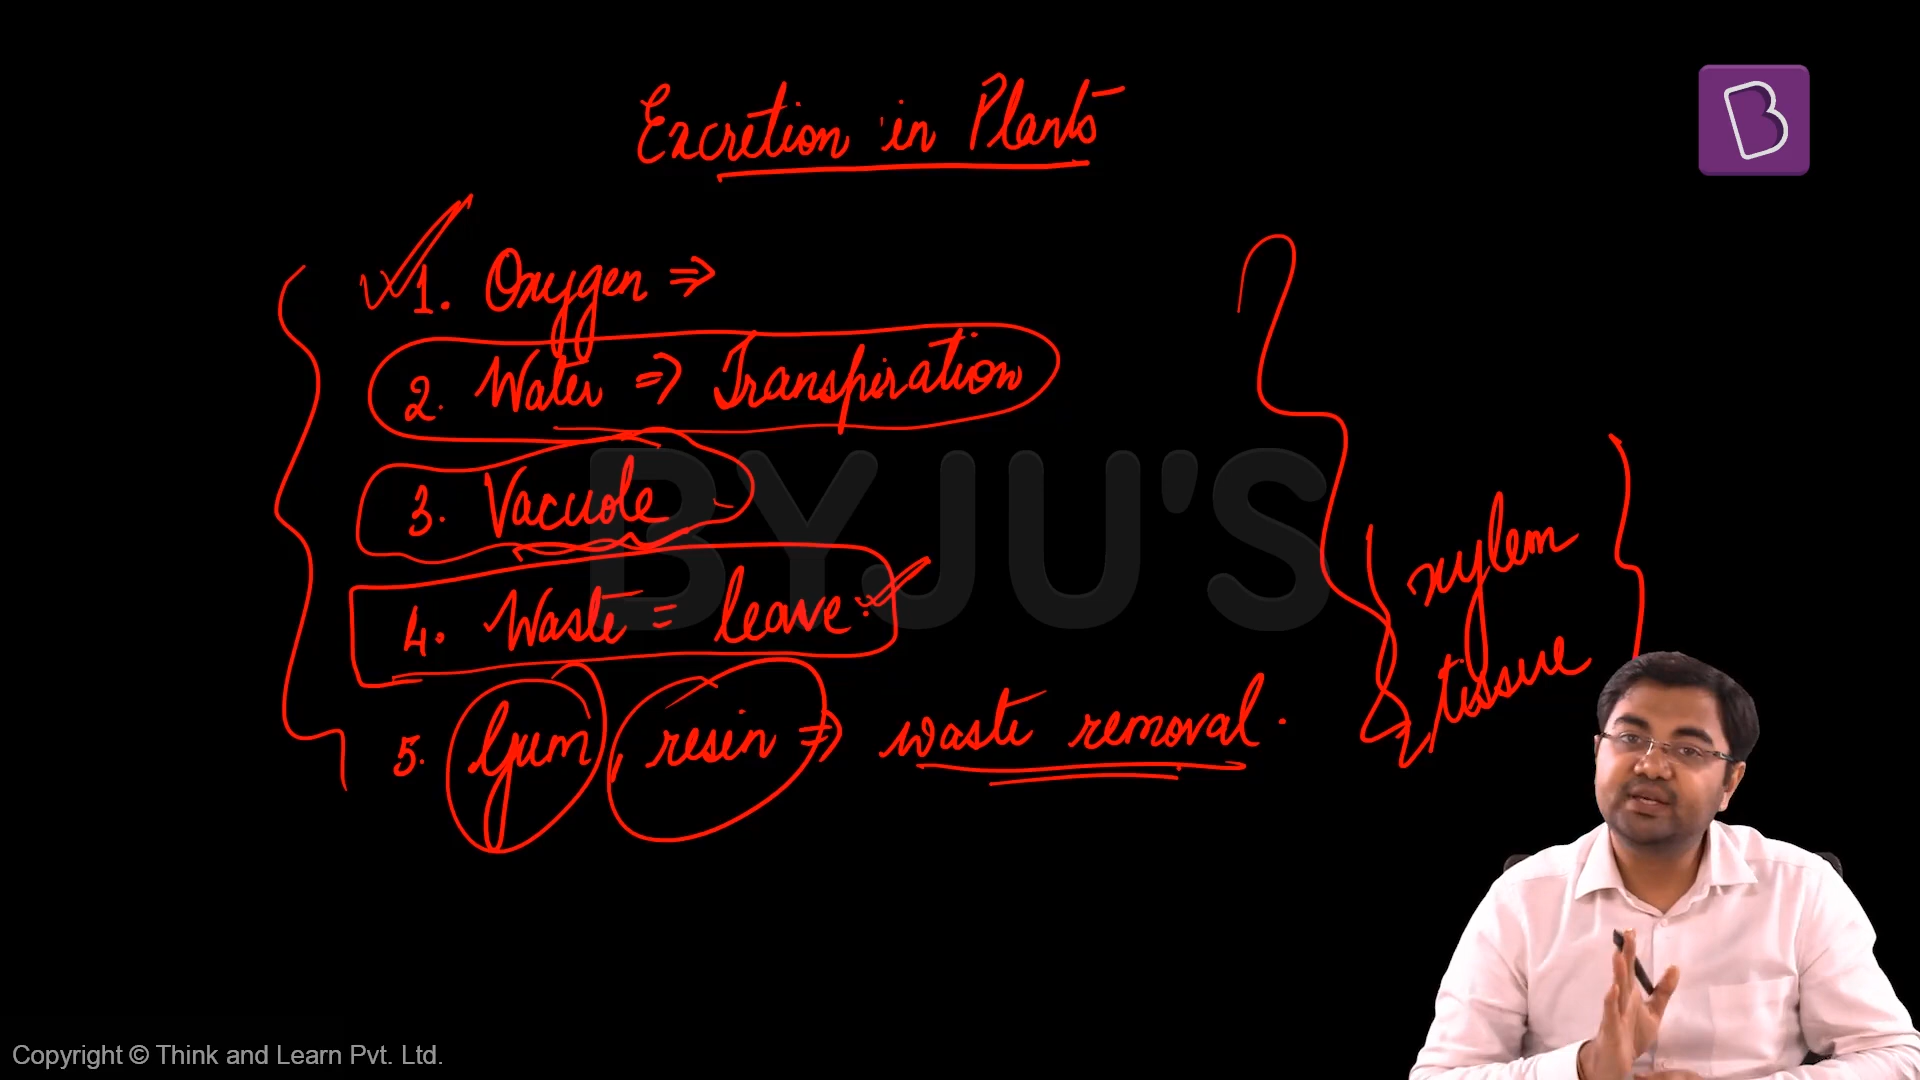 Excretion in Plants
1. Oxygen ⇒
2. Water ⇒ Transpiration
3. Vacuole
4. Waste = leave.
5. Gum, resin ⇒ waste removal.
xylem
tissue
BYJU'S
B
Copyright © Think and Learn Pvt. Ltd.